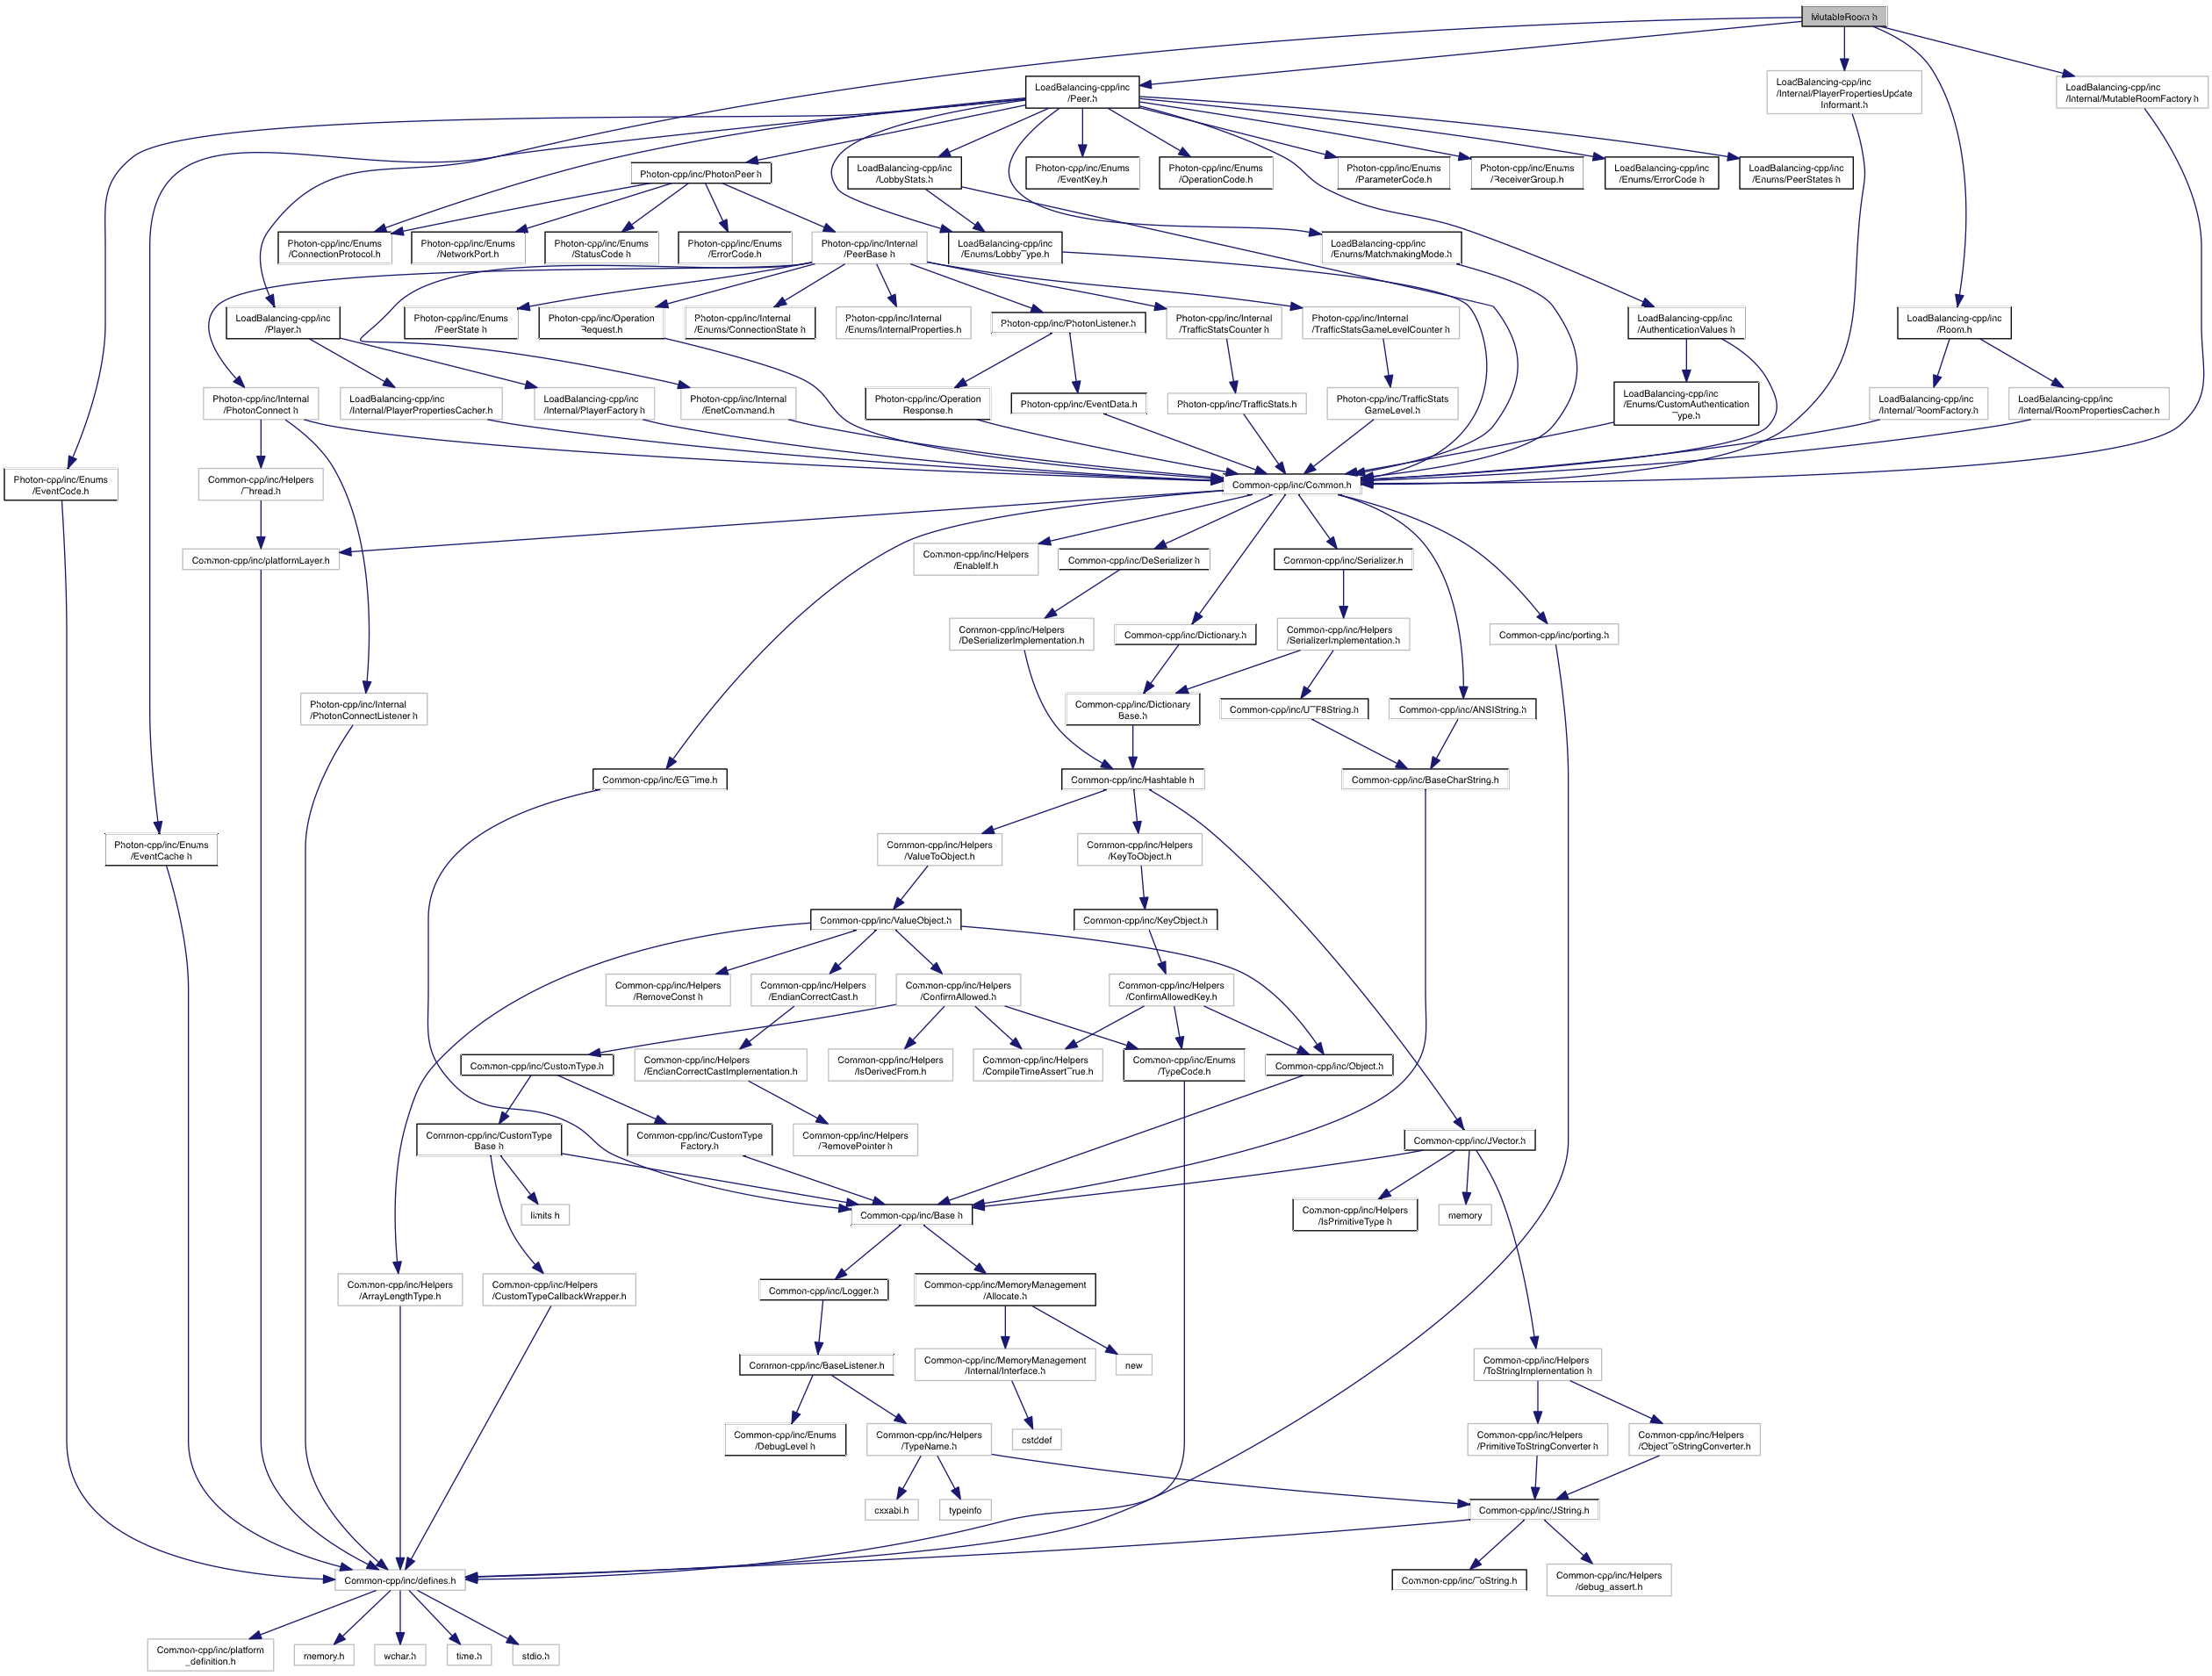 MutableRoom.h
LoadBalancing-cpp/inc
/Peer.h
LoadBalancing-cpp/inc
/Internal/PlayerPropertiesUpdate
Informant.h
LoadBalancing-cpp/inc
/Internal/MutableRoomFactory.h
Photon-cpp/inc/PhotonPeer.h
LoadBalancing-cpp/inc
/LobbyStats.h
Photon-cpp/inc/Enums
/EventKey.h
Photon-cpp/inc/Enums
/OperationCode.h
Photon-cpp/inc/Enums
/ParameterCode.h
Photon-cpp/inc/Enums
/ReceiverGroup.h
LoadBalancing-cpp/inc
/Enums/ErrorCode.h
LoadBalancing-cpp/inc
/Enums/PeerStates.h
Photon-cpp/inc/Enums
/ConnectionProtocol.h
Photon-cpp/inc/Enums
/NetworkPort.h
Photon-cpp/inc/Enums
/StatusCode.h
Photon-cpp/inc/Enums
/ErrorCode.h
Photon-cpp/inc/Internal
/PeerBase.h
LoadBalancing-cpp/inc
/Enums/LobbyType.h
LoadBalancing-cpp/inc
/Enums/MatchmakingMode.h
LoadBalancing-cpp/inc
/Player.h
Photon-cpp/inc/Enums
/PeerState.h
Photon-cpp/inc/Operation
Request.h
Photon-cpp/inc/Internal
/Enums/ConnectionState.h
Photon-cpp/inc/Internal
/Enums/InternalProperties.h
Photon-cpp/inc/PhotonListener.h
Photon-cpp/inc/Internal
/TrafficStatsCounter.h
Photon-cpp/inc/Internal
/TrafficStatsGameLevelCounter.h
LoadBalancing-cpp/inc
/AuthenticationValues.h
LoadBalancing-cpp/inc
/Room.h
Photon-cpp/inc/Internal
/PhotonConnect.h
LoadBalancing-cpp/inc
/Internal/PlayerPropertiesCacher.h
LoadBalancing-cpp/inc
/Internal/PlayerFactory.h
Photon-cpp/inc/Internal
/EnetCommand.h
Photon-cpp/inc/Operation
Response.h
Photon-cpp/inc/EventData.h
Photon-cpp/inc/TrafficStats.h
Photon-cpp/inc/TrafficStats
GameLevel.h
LoadBalancing-cpp/inc
/Enums/CustomAuthentication
Type.h
LoadBalancing-cpp/inc
/Internal/RoomFactory.h
LoadBalancing-cpp/inc
/Internal/RoomPropertiesCacher.h
Photon-cpp/inc/Enums
/EventCode.h
Common-cpp/inc/Helpers
/Thread.h
Common-cpp/inc/Common.h
Common-cpp/inc/platformLayer.h
Common-cpp/inc/Helpers
/EnableIf.h
Common-cpp/inc/DeSerializer.h
Common-cpp/inc/Serializer.h
Common-cpp/inc/Helpers
/DeSerializerImplementation.h
Common-cpp/inc/Dictionary.h
Common-cpp/inc/Helpers
/SerializerImplementation.h
Common-cpp/inc/porting.h
Photon-cpp/inc/Internal
/PhotonConnectListener.h
Common-cpp/inc/Dictionary
Base.h
Common-cpp/inc/UTF8String.h
Common-cpp/inc/ANSIString.h
Common-cpp/inc/EGTime.h
Common-cpp/inc/Hashtable.h
Common-cpp/inc/BaseCharString.h
Photon-cpp/inc/Enums
/EventCache.h
Common-cpp/inc/Helpers
/ValueToObject.h
Common-cpp/inc/Helpers
/KeyToObject.h
Common-cpp/inc/ValueObject.h
Common-cpp/inc/KeyObject.h
Common-cpp/inc/Helpers
/RemoveConst.h
Common-cpp/inc/Helpers
/EndianCorrectCast.h
Common-cpp/inc/Helpers
/ConfirmAllowed.h
Common-cpp/inc/Helpers
/ConfirmAllowedKey.h
Common-cpp/inc/CustomType.h
Common-cpp/inc/Helpers
/EndianCorrectCastImplementation.h
Common-cpp/inc/Helpers
/IsDerivedFrom.h
Common-cpp/inc/Helpers
/CompileTimeAssertTrue.h
Common-cpp/inc/Enums
/TypeCode.h
Common-cpp/inc/Object.h
Common-cpp/inc/CustomType
Base.h
Common-cpp/inc/CustomType
Factory.h
Common-cpp/inc/Helpers
/RemovePointer.h
Common-cpp/inc/JVector.h
limits.h
Common-cpp/inc/Base.h
Common-cpp/inc/Helpers
/IsPrimitiveType.h
memory
Common-cpp/inc/Helpers
/ArrayLengthType.h
Common-cpp/inc/Helpers
/CustomTypeCallbackWrapper.h
Common-cpp/inc/Logger.h
Common-cpp/inc/MemoryManagement
/Allocate.h
Common-cpp/inc/BaseListener.h
Common-cpp/inc/MemoryManagement
/Internal/Interface.h
new
Common-cpp/inc/Helpers
/ToStringImplementation.h
Common-cpp/inc/Enums
/DebugLevel.h
Common-cpp/inc/Helpers
/TypeName.h
cstddef
Common-cpp/inc/Helpers
/PrimitiveToStringConverter.h
Common-cpp/inc/Helpers
/ObjectToStringConverter.h
cxxabi.h
typeinfo
Common-cpp/inc/JString.h
Common-cpp/inc/defines.h
Common-cpp/inc/ToString.h
Common-cpp/inc/Helpers
/debug_assert.h
Common-cpp/inc/platform
_definition.h
memory.h
wchar.h
time.h
stdio.h